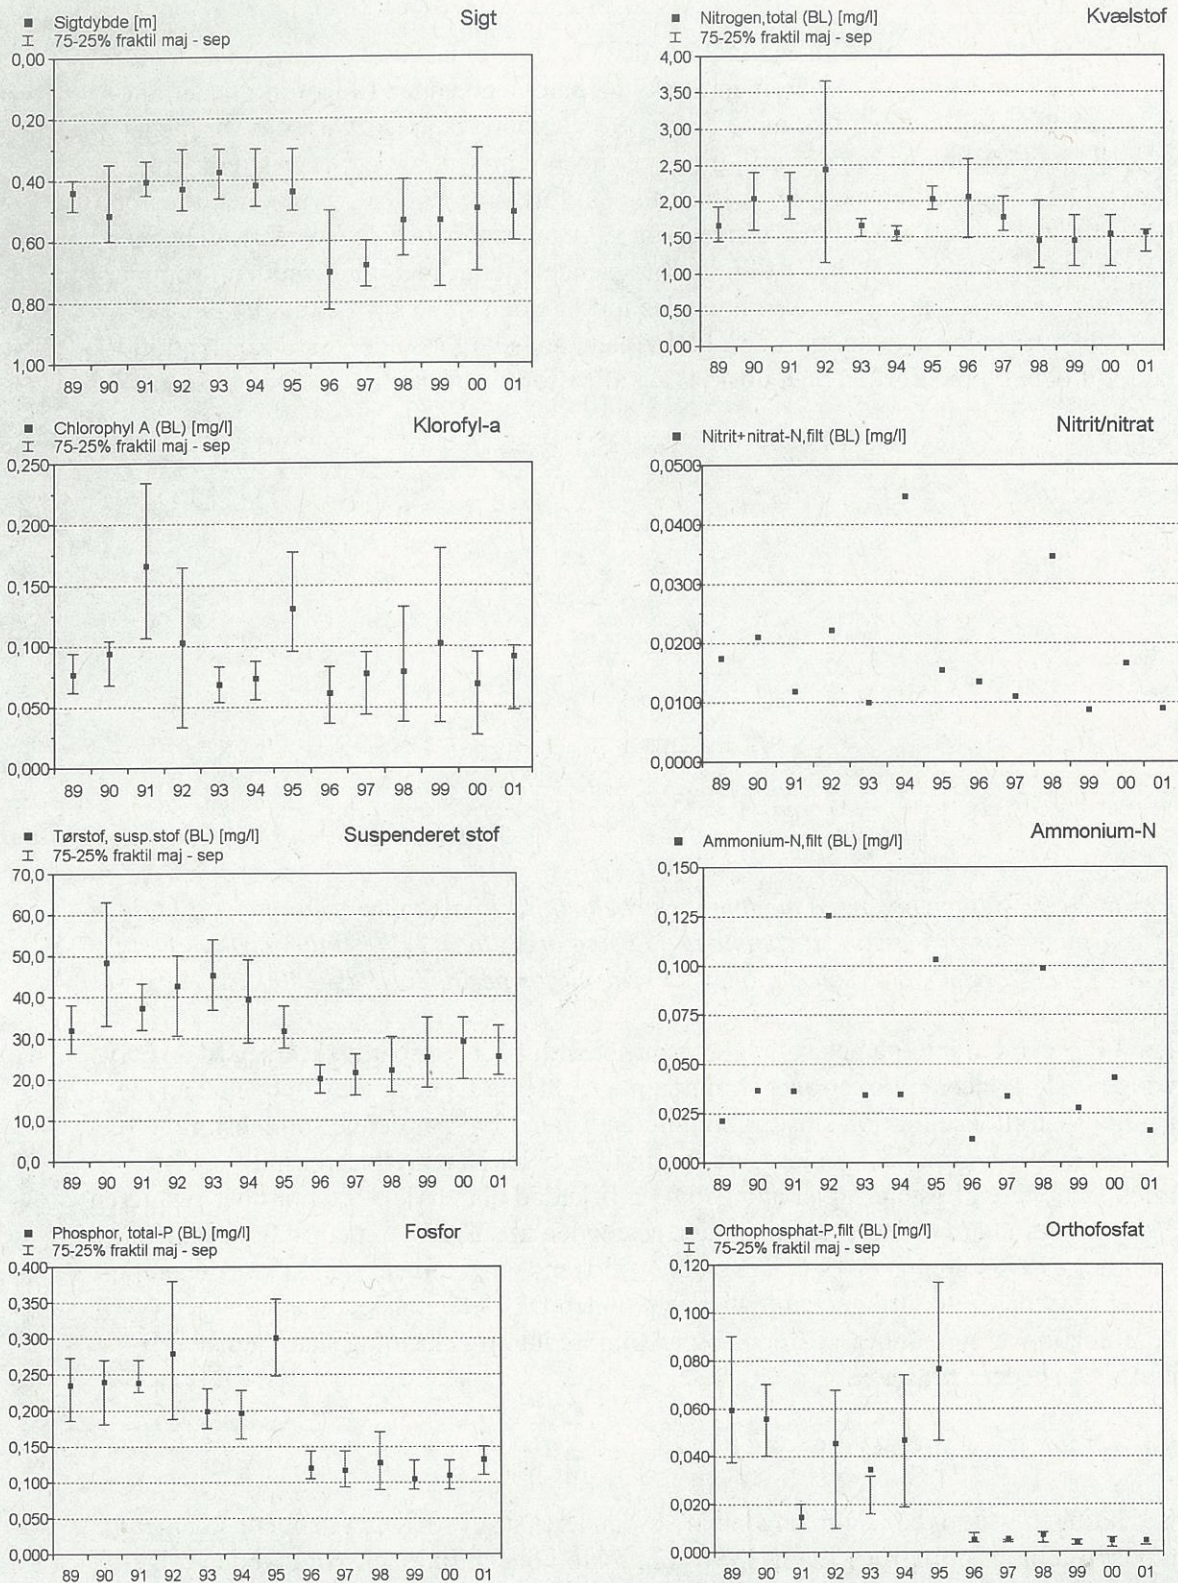 Sigtdybde [m] Sigt
75-25% fraktil maj - sep
0,00
0,20
0,40
0,60
0,80
1,00
89 90 91 92 93 94 95 96 97 98 99 00 01
Nitrogen,total (BL) [mg/l] Kvælstof
75-25% fraktil maj - sep
4,00
3,50
3,00
2,50
2,00
1,50
1,00
0,50
0,00
89 90 91 92 93 94 95 96 97 98 99 00 01
Chlorophyl A (BL) [mg/l] Klorofyl-a
75-25% fraktil maj - sep
0,250
0,200
0,150
0,100
0,050
0,000
89 90 91 92 93 94 95 96 97 98 99 00 01
Nitrit/nitrat
Nitrit+nitrat-N,filt (BL) [mg/l]
0,0500
0,0400
0,0300
0,0200
0,0100
0,0000
89 90 91 92 93 94 95 96 97 98 99 00 01
Tørstof, susp.stof (BL) [mg/l] Suspenderet stof
75-25% fraktil maj - sep
70,0
60,0
50,0
40,0
30,0
20,0
10,0
0,0
89 90 91 92 93 94 95 96 97 98 99 00 01
Ammonium-N,filt (BL) [mg/l] Ammonium-N
0,150
0,125
0,100
0,075
0,050
0,025
0,000
89 90 91 92 93 94 95 96 97 98 99 00 01
Phosphor, total-P (BL) [mg/l] Fosfor
75-25% fraktil maj - sep
0,400
0,350
0,300
0,250
0,200
0,150
0,100
0,050
0,000
89 90 91 92 93 94 95 96 97 98 99 00 01
Orthophosphat-P,filt (BL) [mg/l] Orthofosfat
75-25% fraktil maj - sep
0,120
0,100
0,080
0,060
0,040
0,020
0,000
89 90 91 92 93 94 95 96 97 98 99 00 01